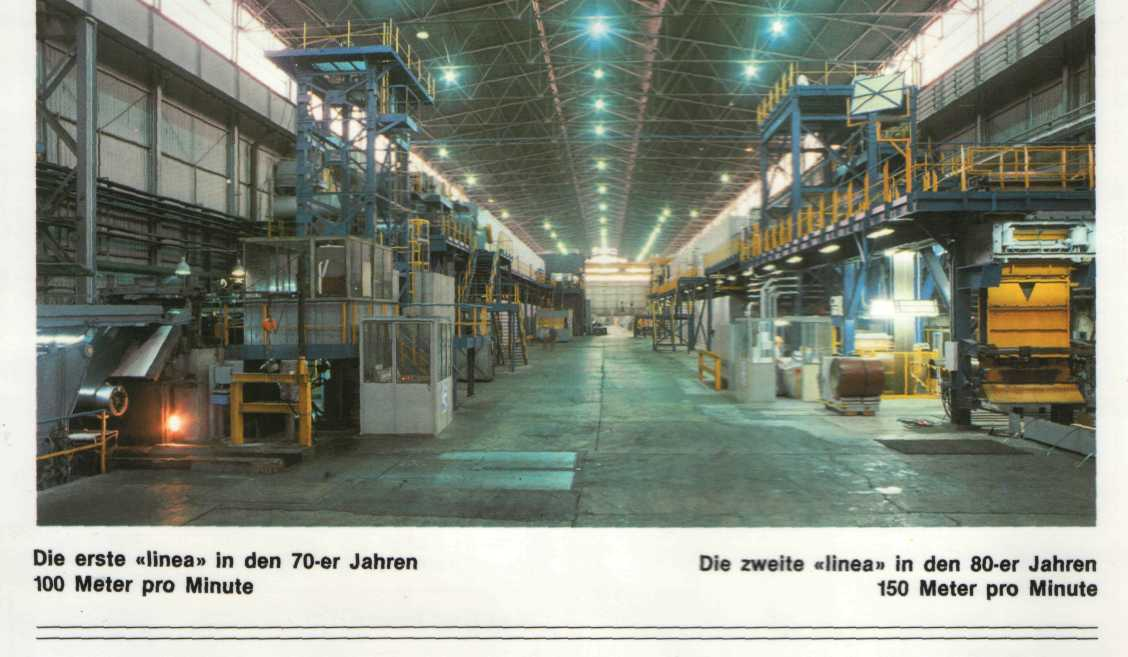 Die erste «linea» in den 70-er Jahren
100 Meter pro Minute
Die zweite «linea» in den 80-er Jahren
150 Meter pro Minute